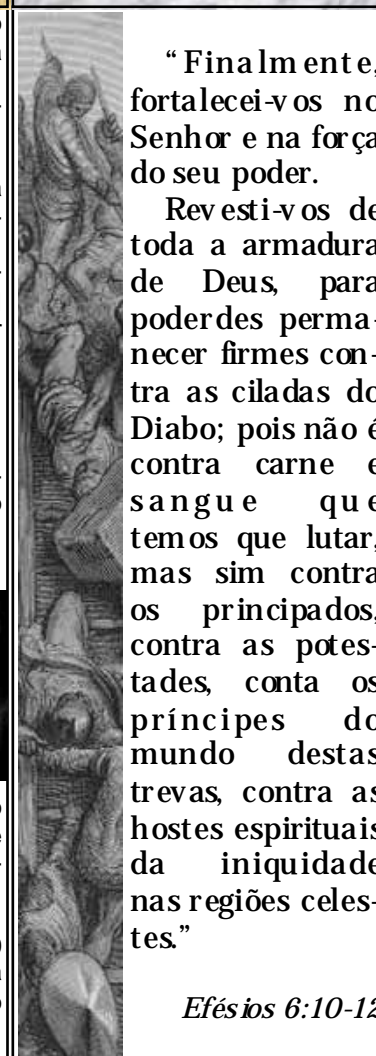 “Finalmente,
fortalecei-vos no
Senhor e na força
do seu poder.
Revesti-vos de
toda a armadura
de Deus, para
poderdes perma-
necer firmes con-
tra as ciladas do
Diabo; pois não é
contra carne e
sangue que
temos que lutar,
mas sim contra
os principados,
contra as potes-
tades, conta os
príncipes do
mundo destas
trevas, contra as
hostes espirituais
da iniquidade
nas regiões celes-
tes.”
Efésios 6:10-12